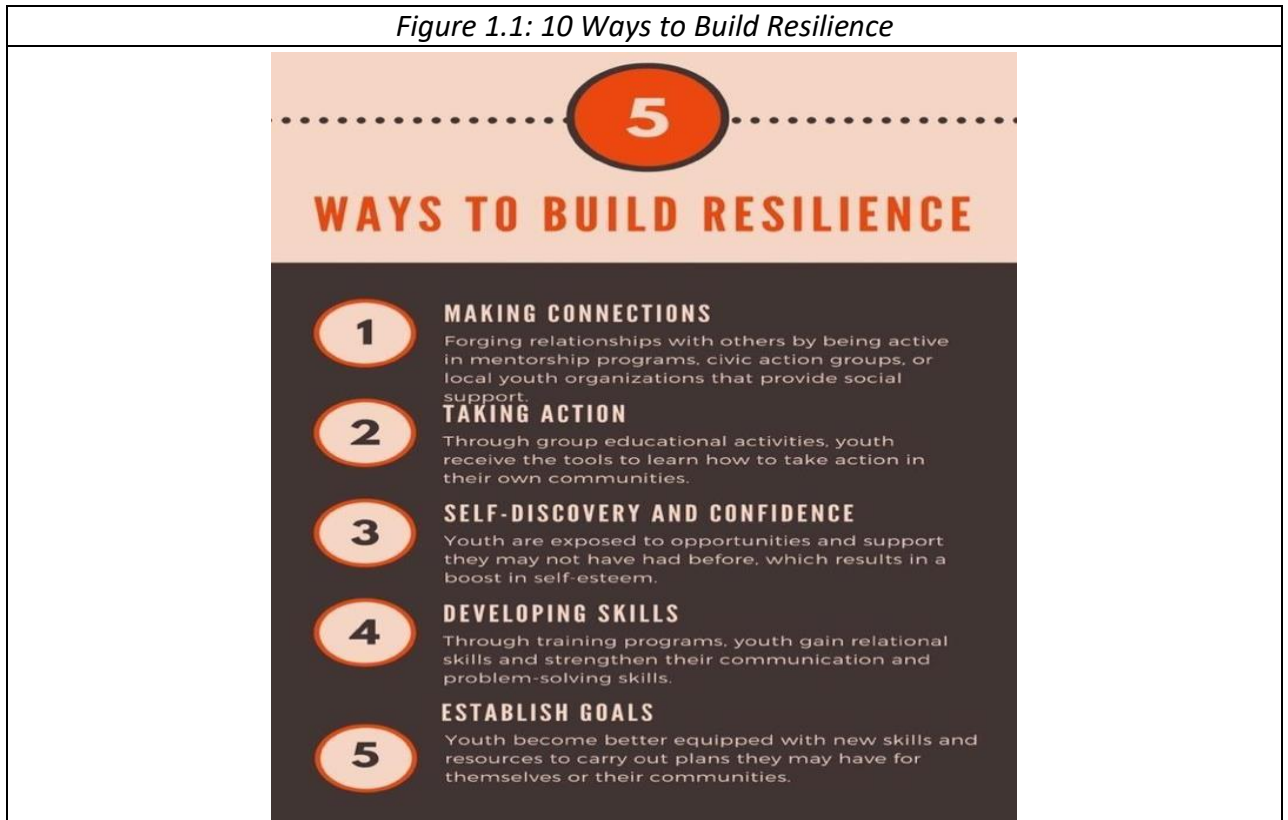 Figure 1.1: 10 Ways to Build Resilience
5
WAYS TO BUILD RESILIENCE
1
MAKING CONNECTIONS
Forging relationships with others by being active
in mentorship programs, civic action groups, or
local youth organizations that provide social
support.
2
TAKING ACTION
Through group educational activities, youth
receive the tools to learn how to take action in
their own communities.
3
SELF-DISCOVERY AND CONFIDENCE
Youth are exposed to opportunities and support
they may not have had before, which results in a
boost in self-esteem.
4
DEVELOPING SKILLS
Through training programs, youth gain relational
skills and strengthen their communication and
problem-solving skills.
5
ESTABLISH GOALS
Youth become better equipped with new skills and
resources to carry out plans they may have for
themselves or their communities.